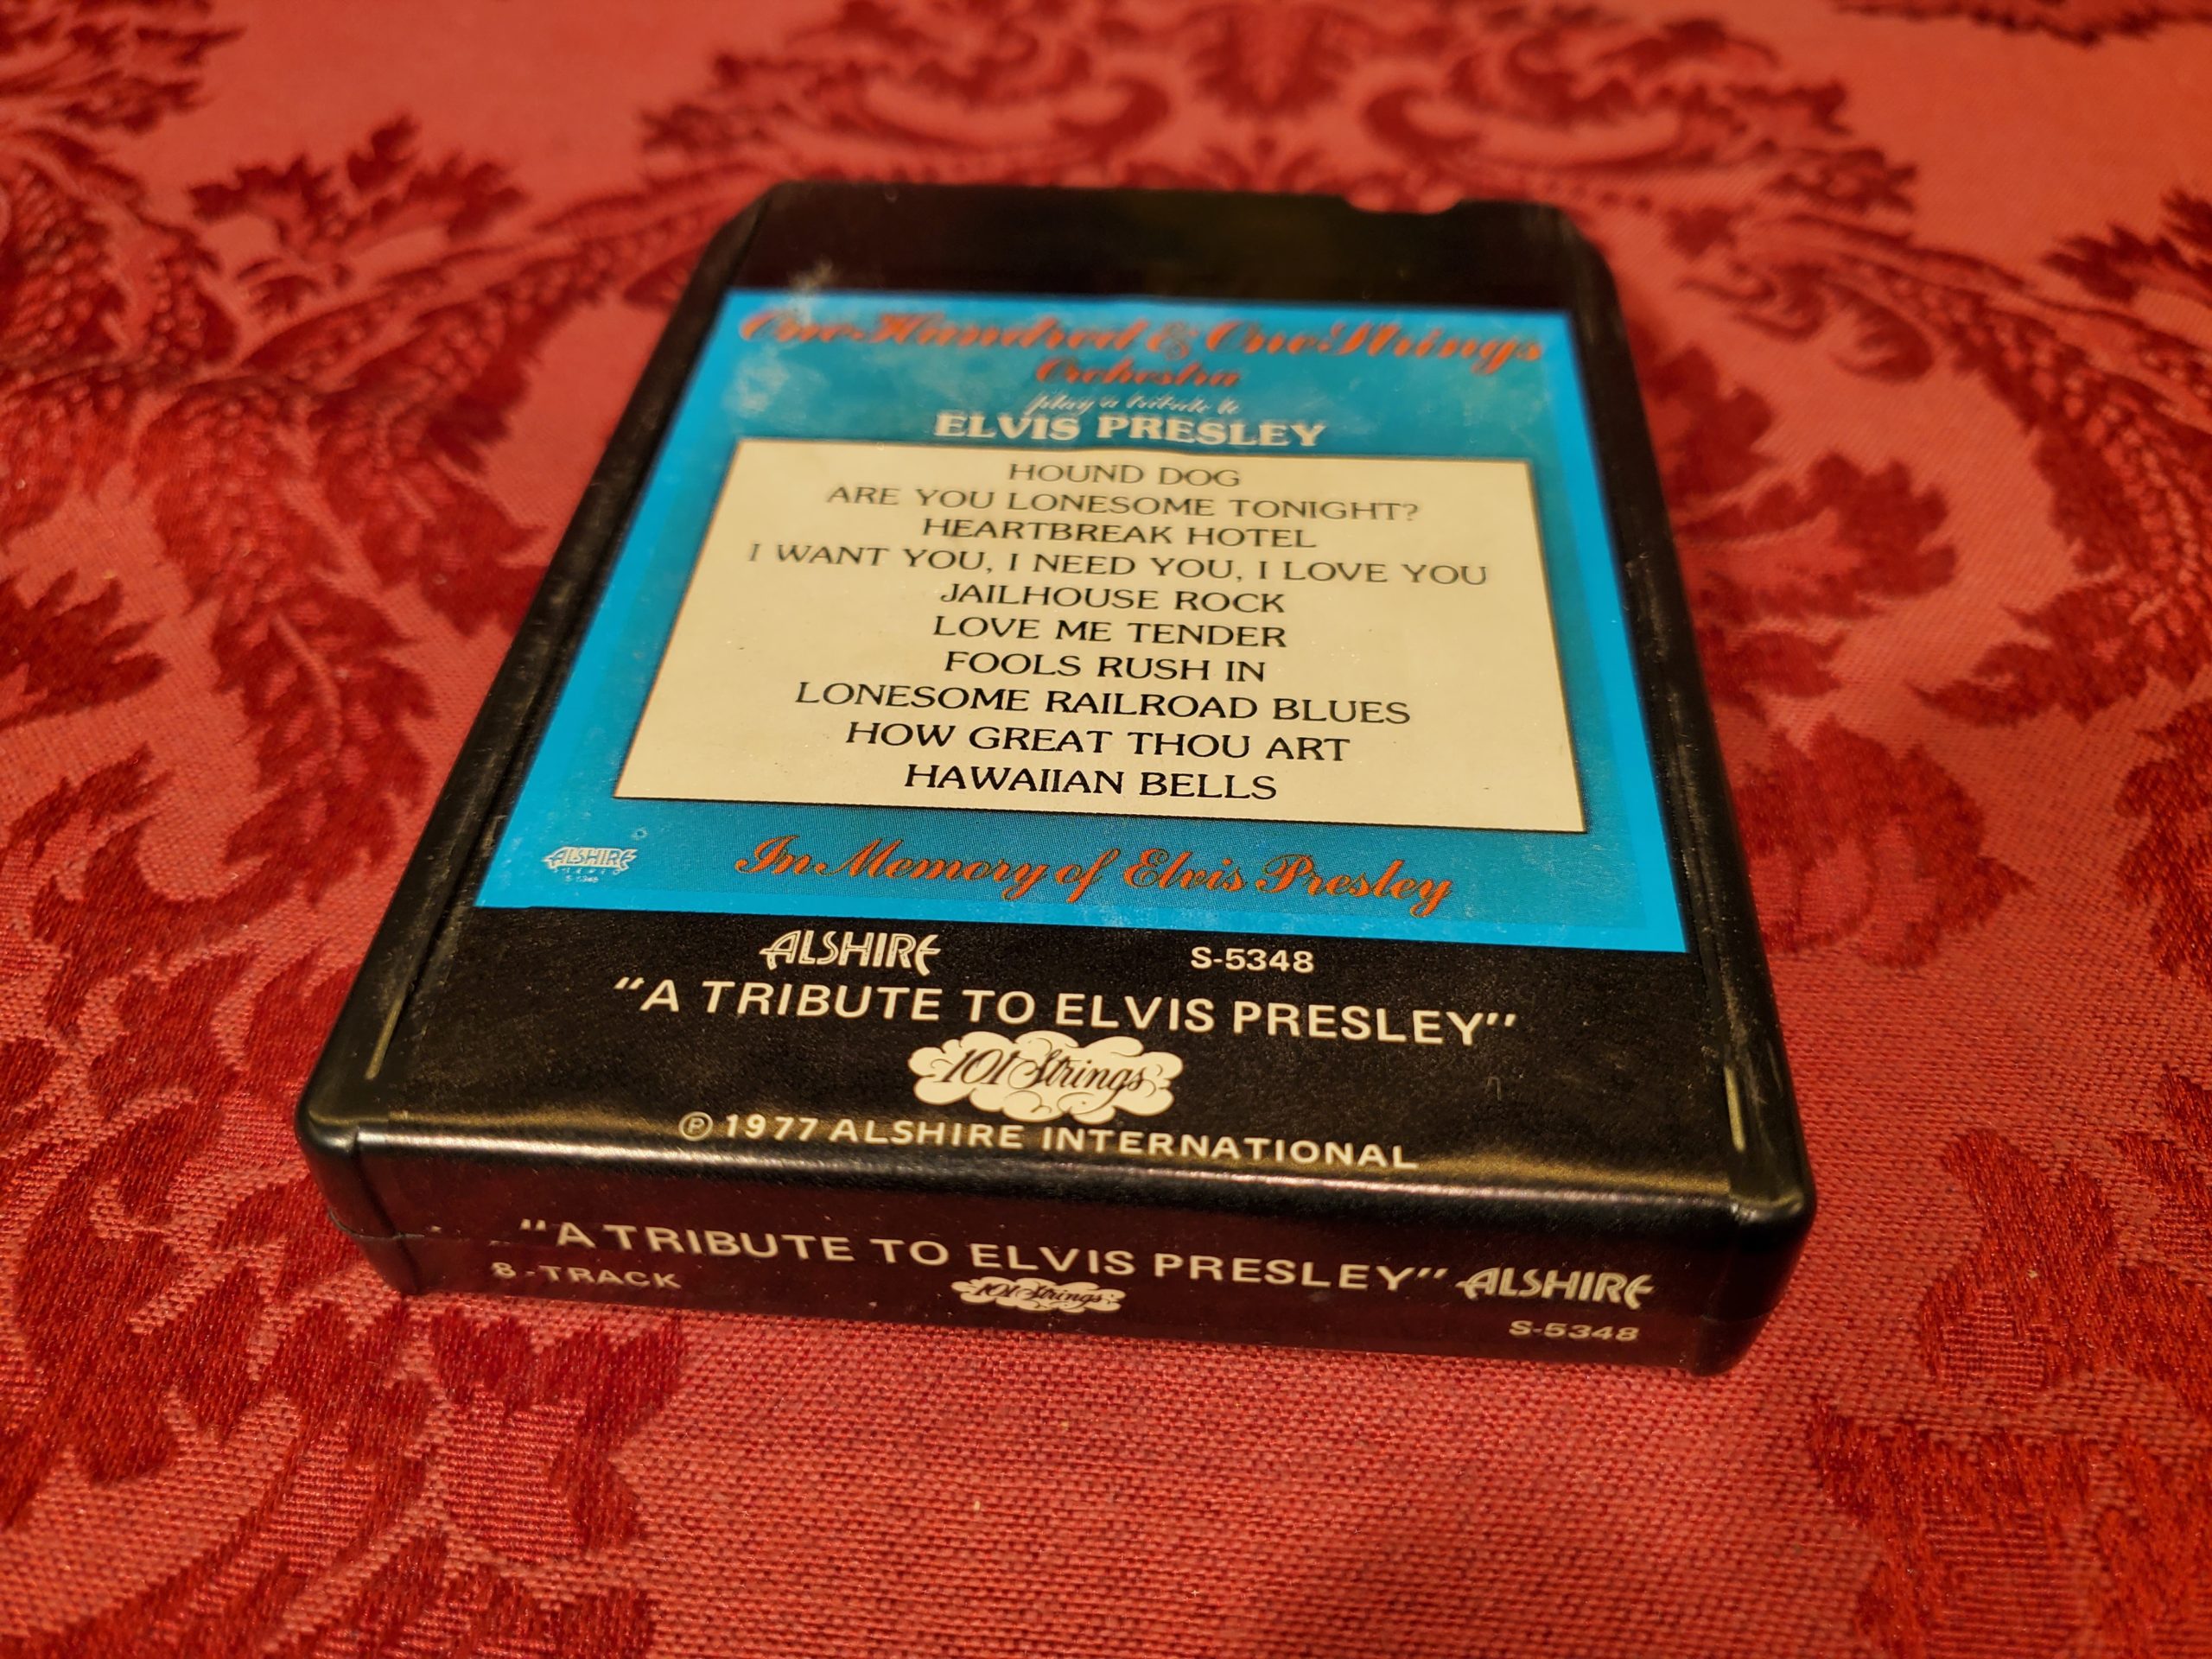 One Hundred & One Strings
Orchestra
play a tribute to
ELVIS PRESLEY
HOUND DOG
ARE YOU LONESOME TONIGHT?
HEARTBREAK HOTEL
I WANT YOU, I NEED YOU, I LOVE YOU
JAILHOUSE ROCK
LOVE ME TENDER
FOOLS RUSH IN
LONESOME RAILROAD BLUES
HOW GREAT THOU ART
HAWAIIAN BELLS
In Memory of Elvis Presley
ALSHIRE
STEREO
S-5348
ALSHIRE S-5348
"A TRIBUTE TO ELVIS PRESLEY"
101 Strings
℗ 1977 ALSHIRE INTERNATIONAL
"A TRIBUTE TO ELVIS PRESLEY" ALSHIRE
8-TRACK 101 Strings S-5348